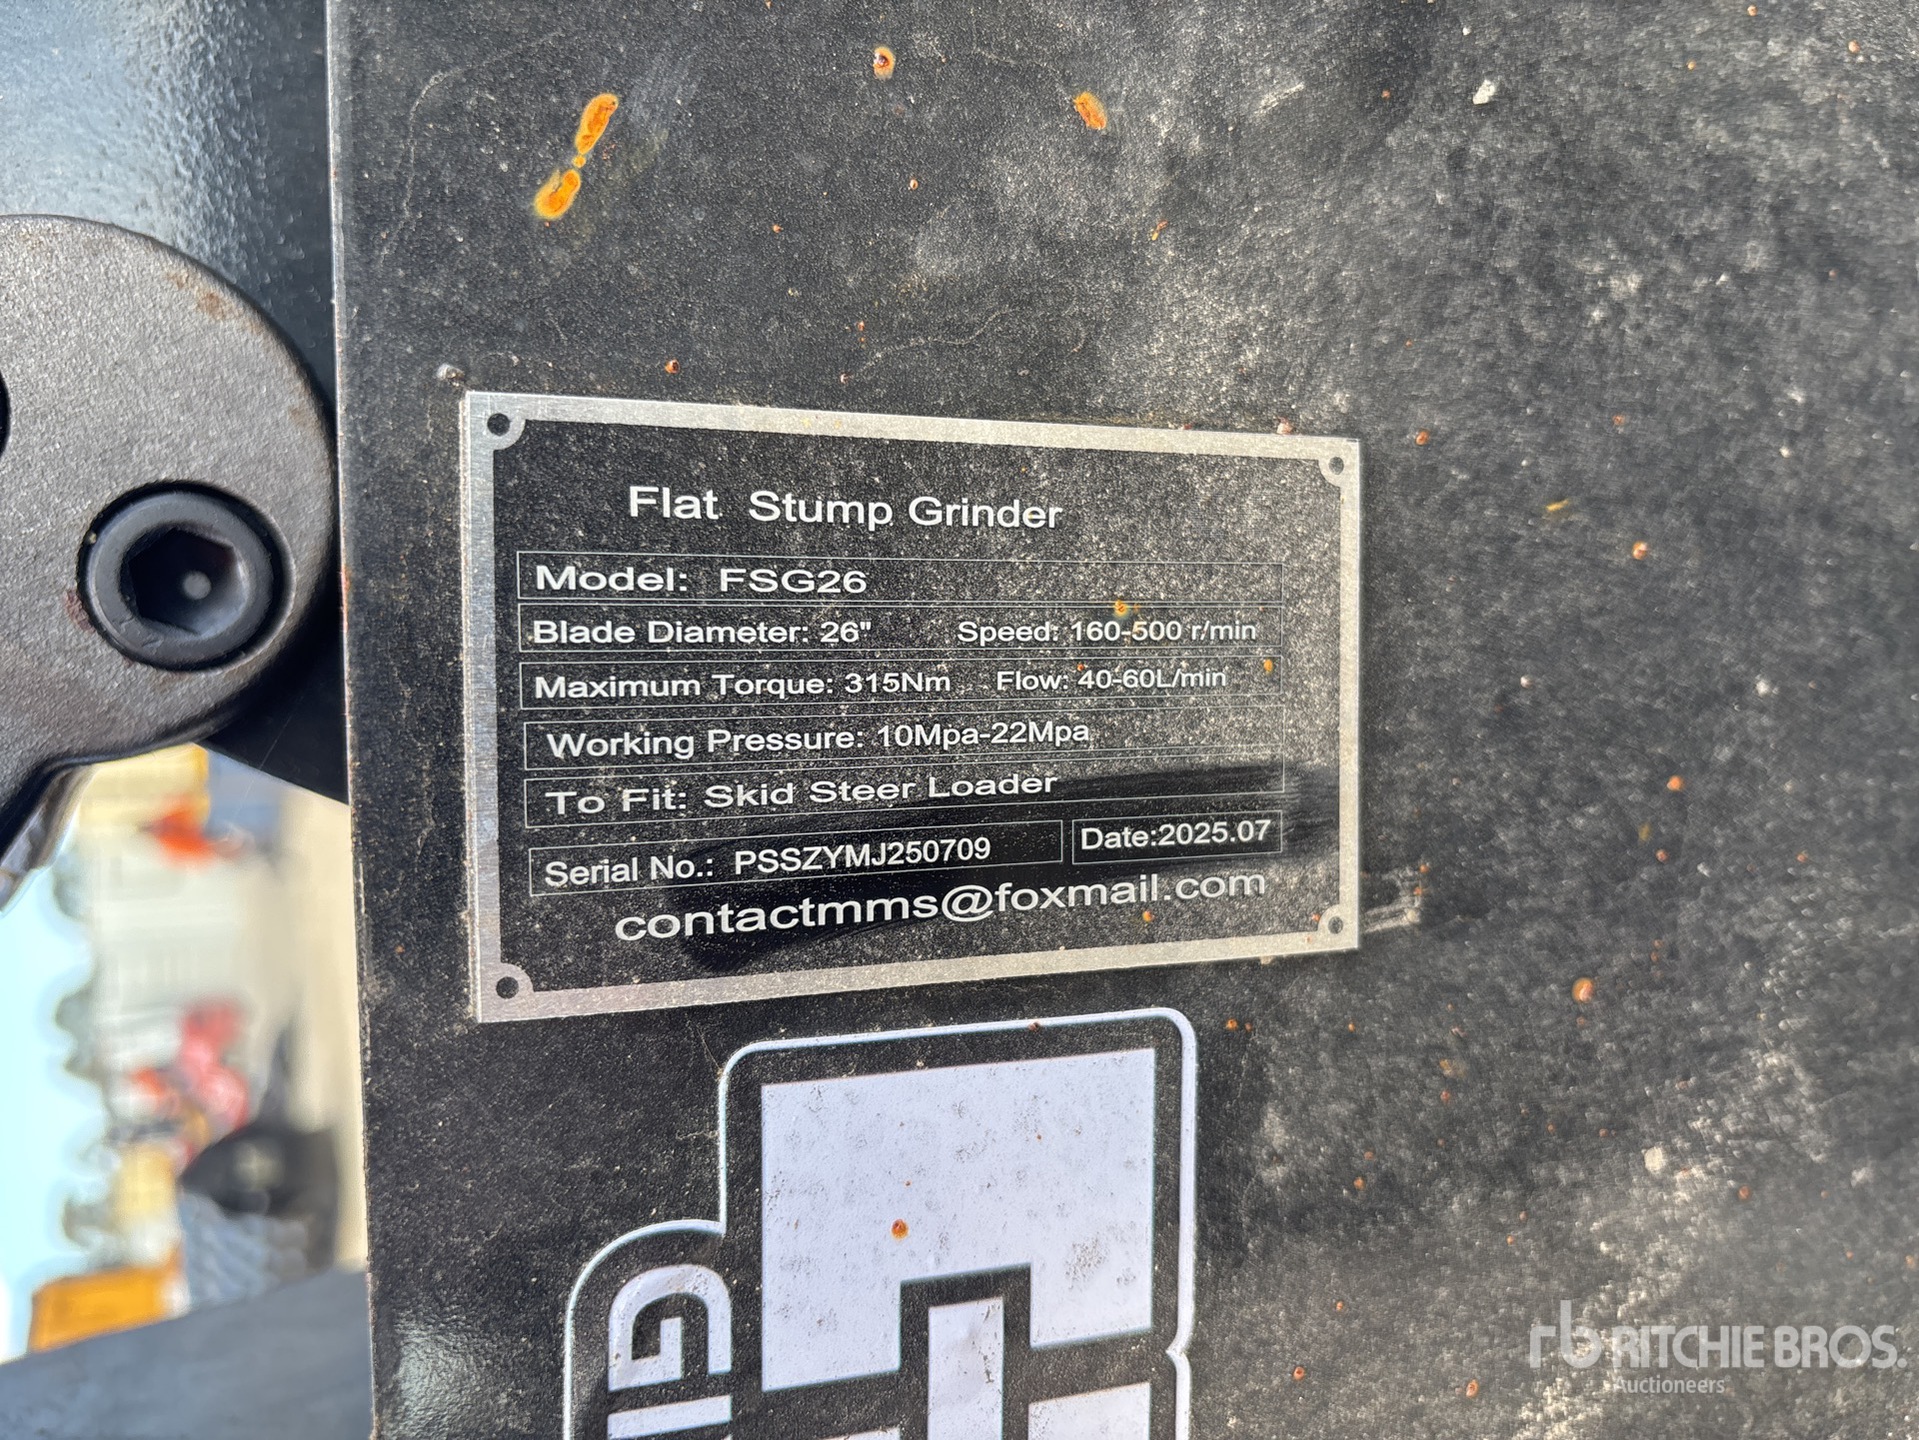 Flat Stump Grinder
Model: FSG26
Blade Diameter: 26" Speed: 160-500 r/min
Maximum Torque: 315Nm Flow: 40-60L/min
Working Pressure: 10Mpa-22Mpa
To Fit: Skid Steer Loader
Serial No.: PSSZYMJ250709 Date:2025.07
contactmms@foxmail.com
rb RITCHIE BROS.
Auctioneers